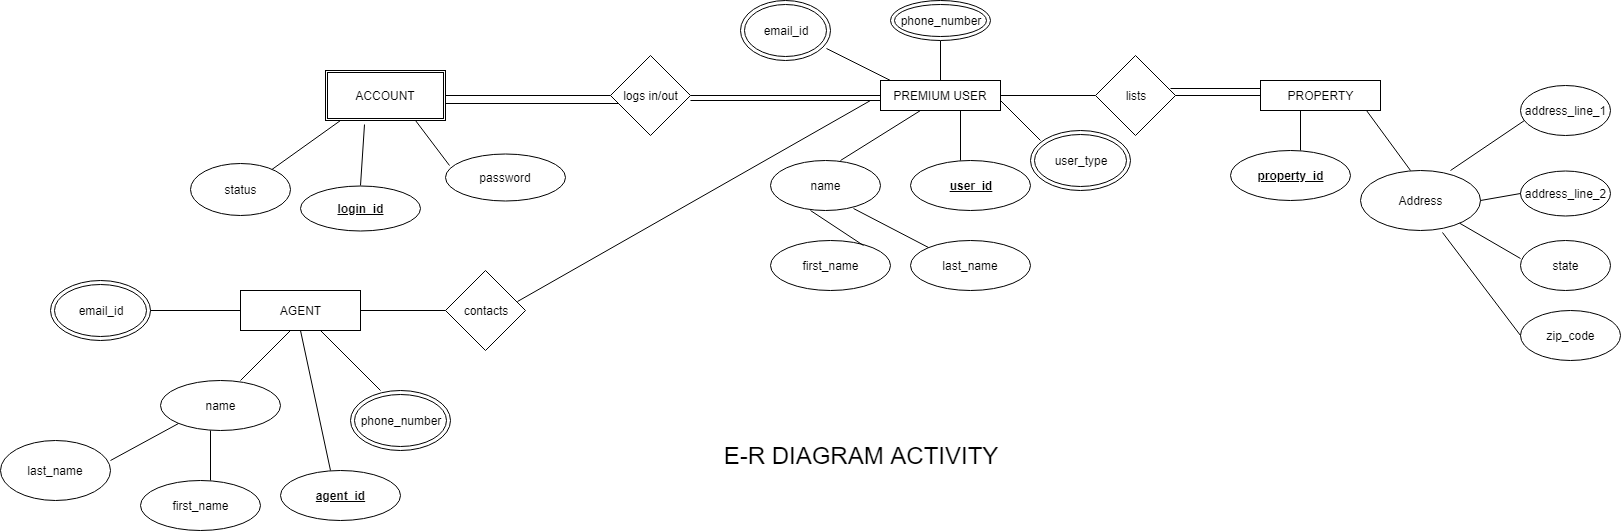 email_id
phone_number
ACCOUNT
logs in/out
PREMIUM USER
lists
PROPERTY
address_line_1
status
login_id
password
name
user_id
user_type
property_id
Address
address_line_2
first_name
last_name
state
email_id
AGENT
contacts
zip_code
name
phone_number
last_name
first_name
agent_id
E-R DIAGRAM ACTIVITY